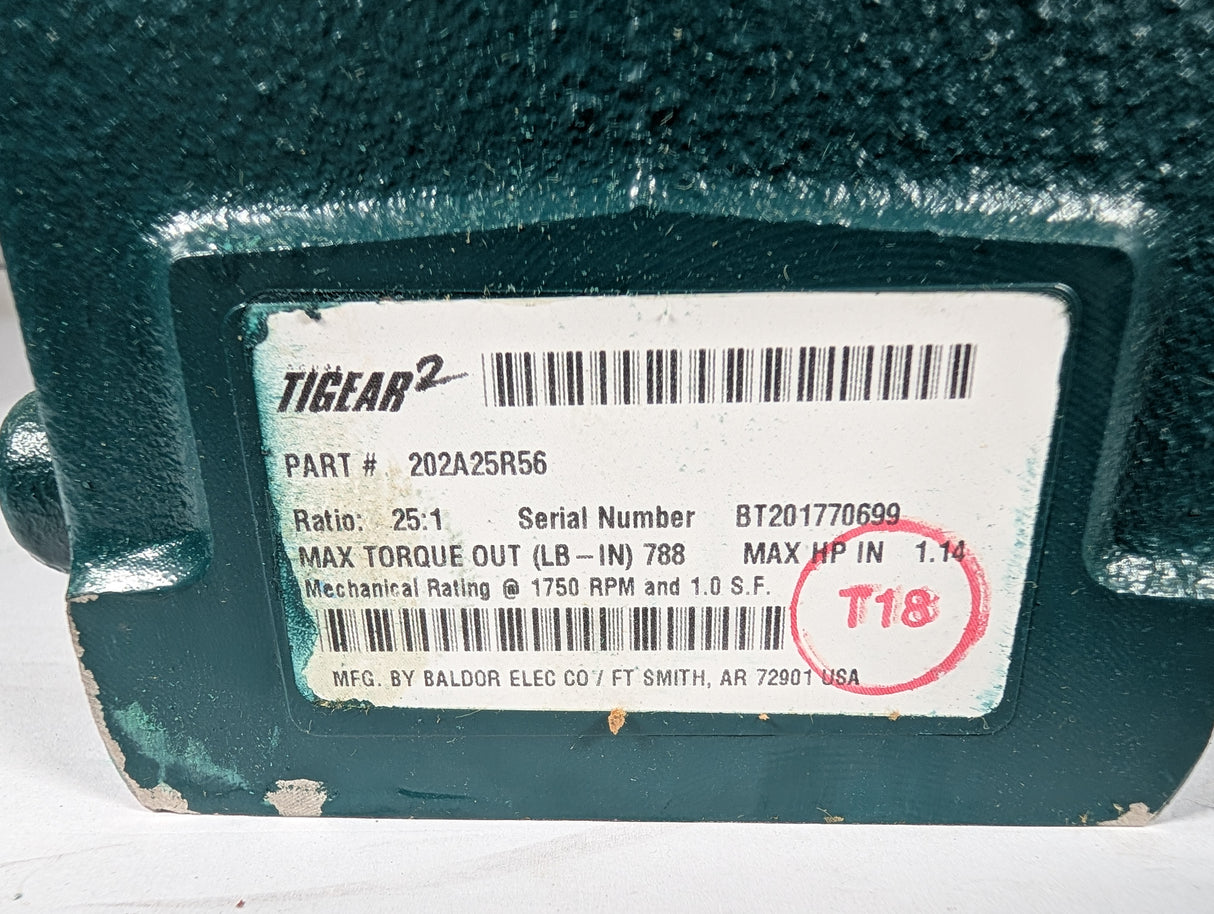 TIGEAR2
PART # 202A25R56
Ratio: 25:1 Serial Number BT201770699
MAX TORQUE OUT (LB-IN) 788 MAX HP IN 1.14
Mechanical Rating @ 1750 RPM and 1.0 S.F.
T18
MFG. BY BALDOR ELEC CO / FT SMITH, AR 72901 USA